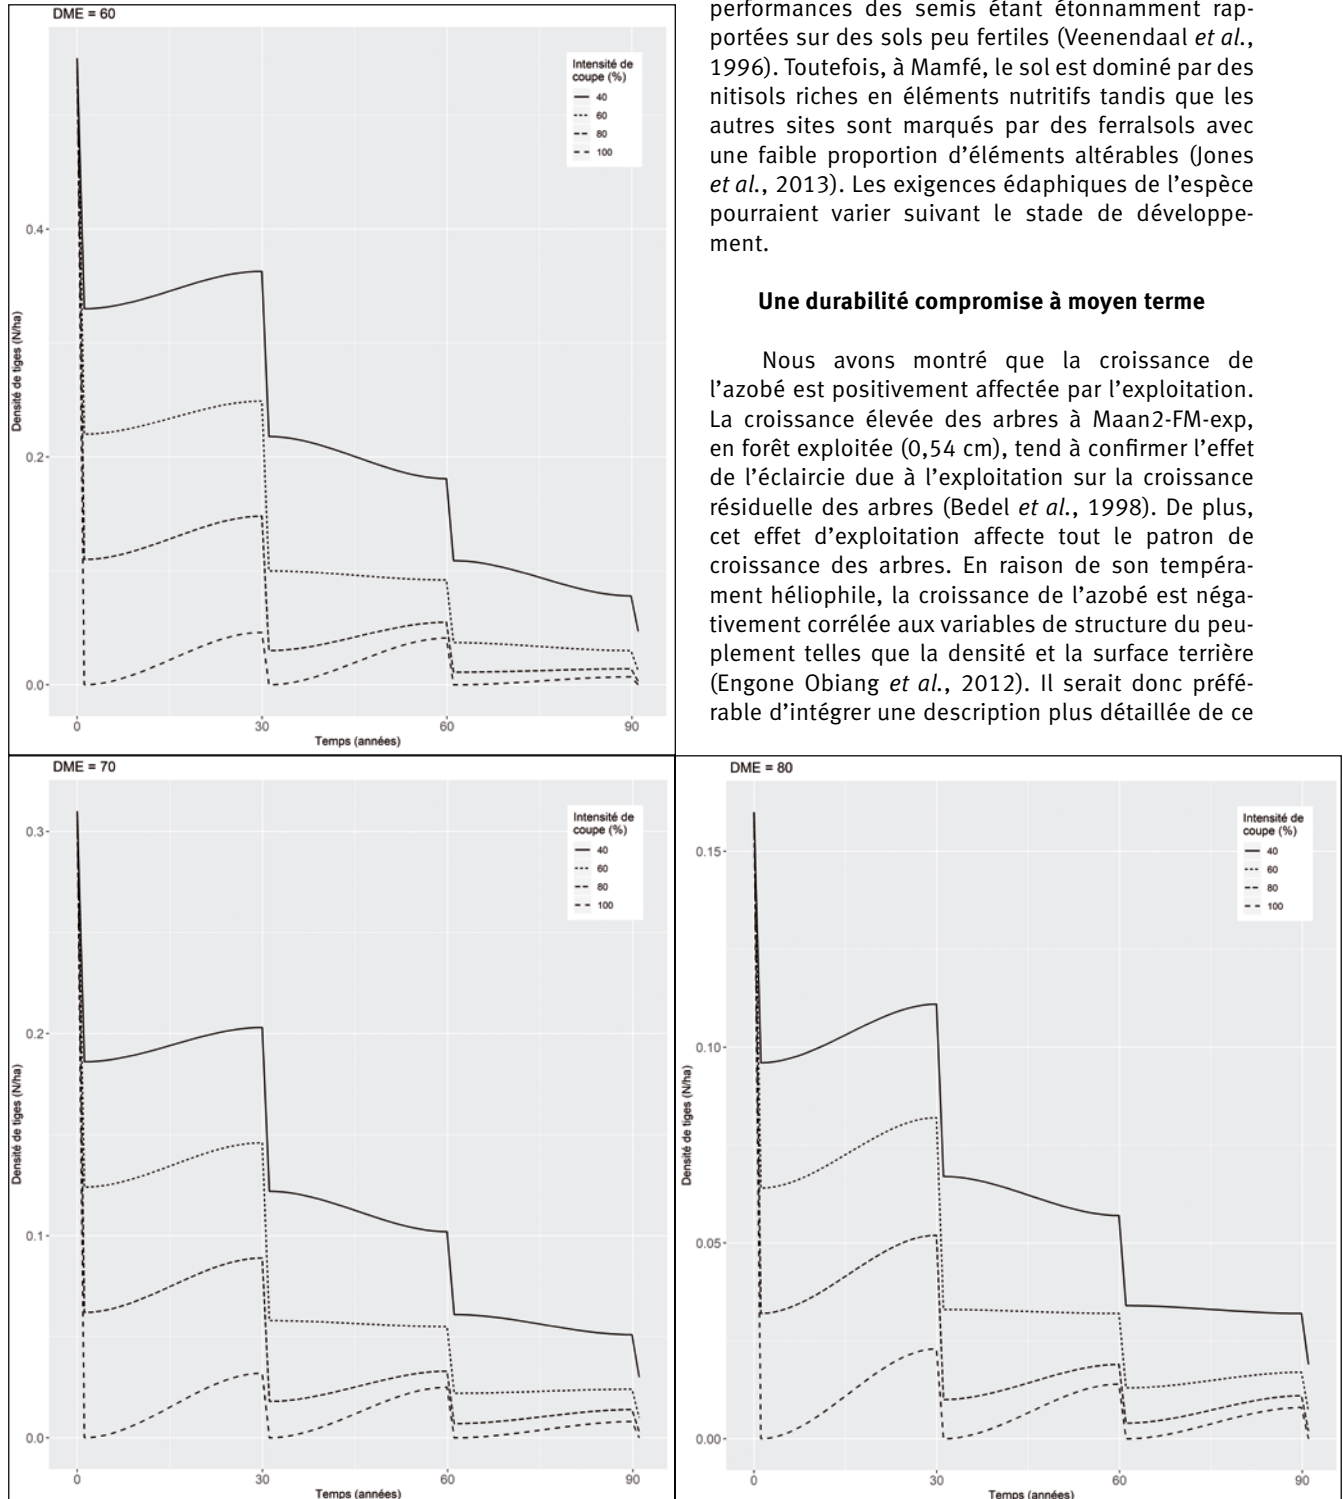 DME = 60
Intensité de
coupe (%)
40
60
80
100
Densité de tiges (N/ha)
0.4
0.2
0.0
0
30
60
90
Temps (années)
performances des semis étant étonnamment rap-
portées sur des sols peu fertiles (Veenendaal et al.,
1996). Toutefois, à Mamfé, le sol est dominé par des
nitisols riches en éléments nutritifs tandis que les
autres sites sont marqués par des ferralsols avec
une faible proportion d’éléments altérables (Jones
et al., 2013). Les exigences édaphiques de l’espèce
pourraient varier suivant le stade de développe-
ment.
Une durabilité compromise à moyen terme
Nous avons montré que la croissance de
l’azobé est positivement affectée par l’exploitation.
La croissance élevée des arbres à Maan2-FM-exp,
en forêt exploitée (0,54 cm), tend à confirmer l’effet
de l’éclaircie due à l’exploitation sur la croissance
résiduelle des arbres (Bedel et al., 1998). De plus,
cet effet d’exploitation affecte tout le patron de
croissance des arbres. En raison de son tempéra-
ment héliophile, la croissance de l’azobé est néga-
tivement corrélée aux variables de structure du peu-
plement telles que la densité et la surface terrière
(Engone Obiang et al., 2012). Il serait donc préfé-
rable d’intégrer une description plus détaillée de ce
DME = 70
Intensité de
coupe (%)
40
60
80
100
Densité de tiges (N/ha)
0.3
0.2
0.1
0.0
0
30
60
90
Temps (années)
DME = 80
Intensité de
coupe (%)
40
60
80
100
Densité de tiges (N/ha)
0.15
0.10
0.05
0.00
0
30
60
90
Temps (années)